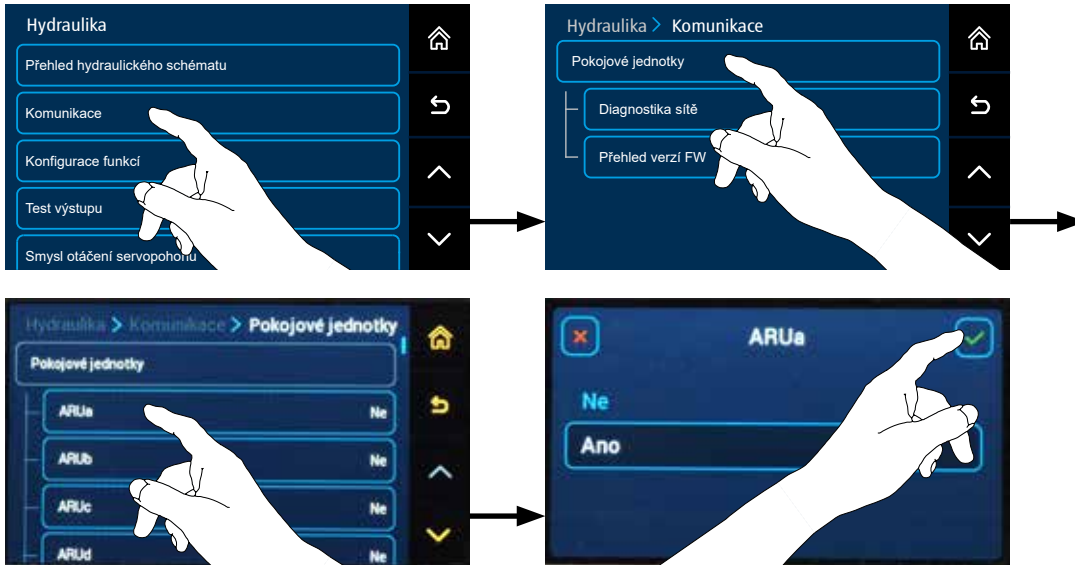 Hydraulika
Přehled hydraulického schématu
Komunikace
Konfigurace funkcí
Test výstupu
Smysl otáčení servopohonu
Hydraulika > Komunikace
Pokojové jednotky
Diagnostika sítě
Přehled verzí FW
Hydraulika > Komunikace > Pokojové jednotky
Pokojové jednotky
ARUa Ne
ARUb Ne
ARUc Ne
ARUd Ne
ARUa
Ne
Ano